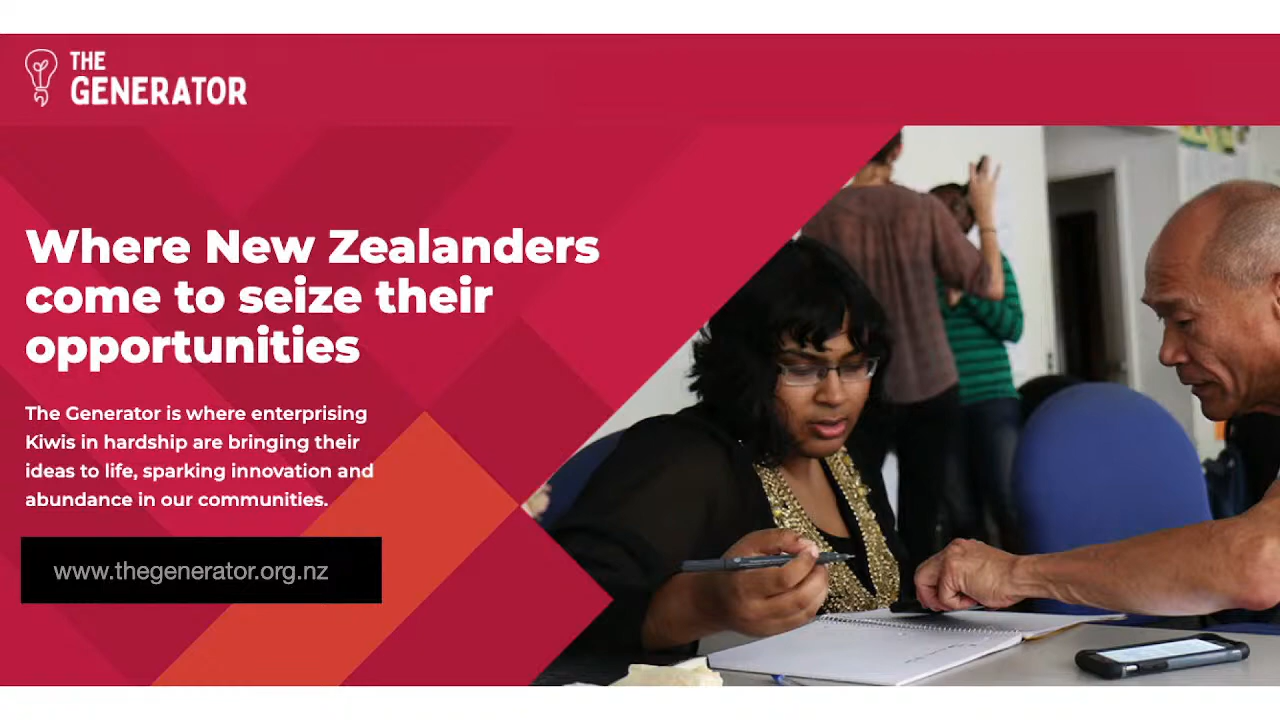 THE
GENERATOR
Where New Zealanders
come to seize their
opportunities
The Generator is where enterprising
Kiwis in hardship are bringing their
ideas to life, sparking innovation and
abundance in our communities.
www.thegenerator.org.nz